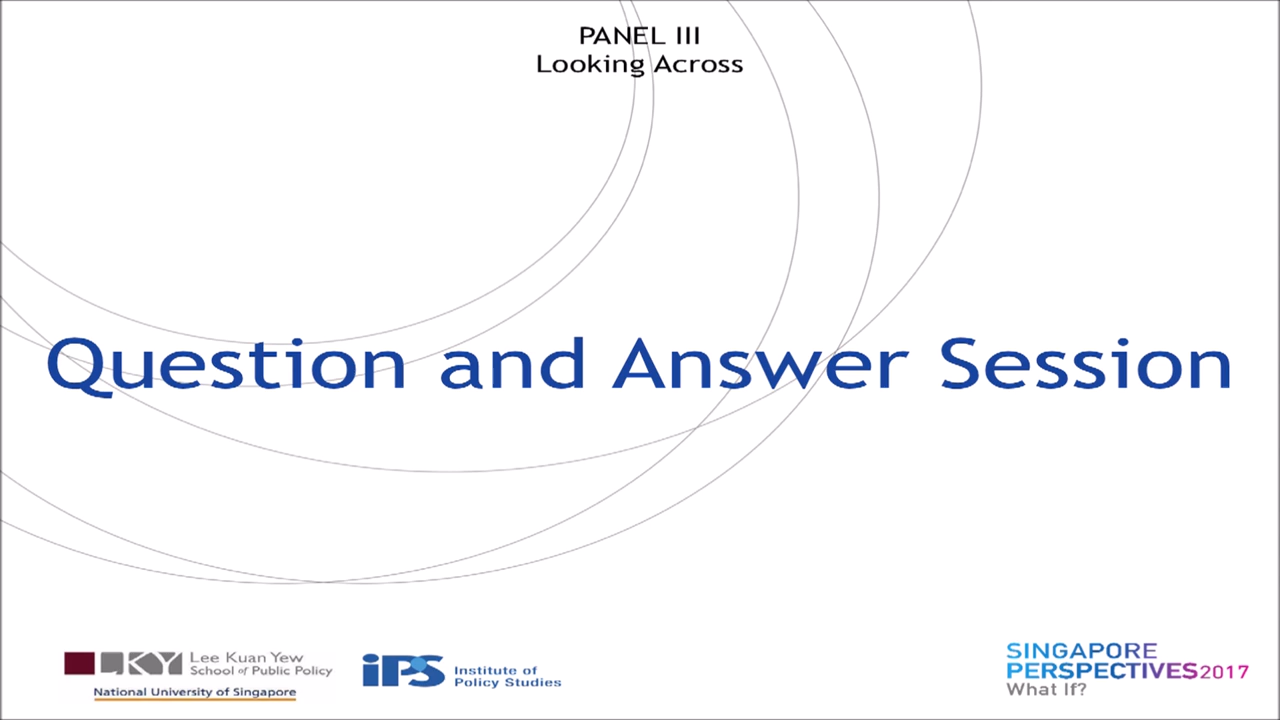 PANEL III
Looking Across
Question and Answer Session
LKY Lee Kuan Yew
School of Public Policy
National University of Singapore
iPS Institute of
Policy Studies
SINGAPORE
PERSPECTIVES2017
What If?